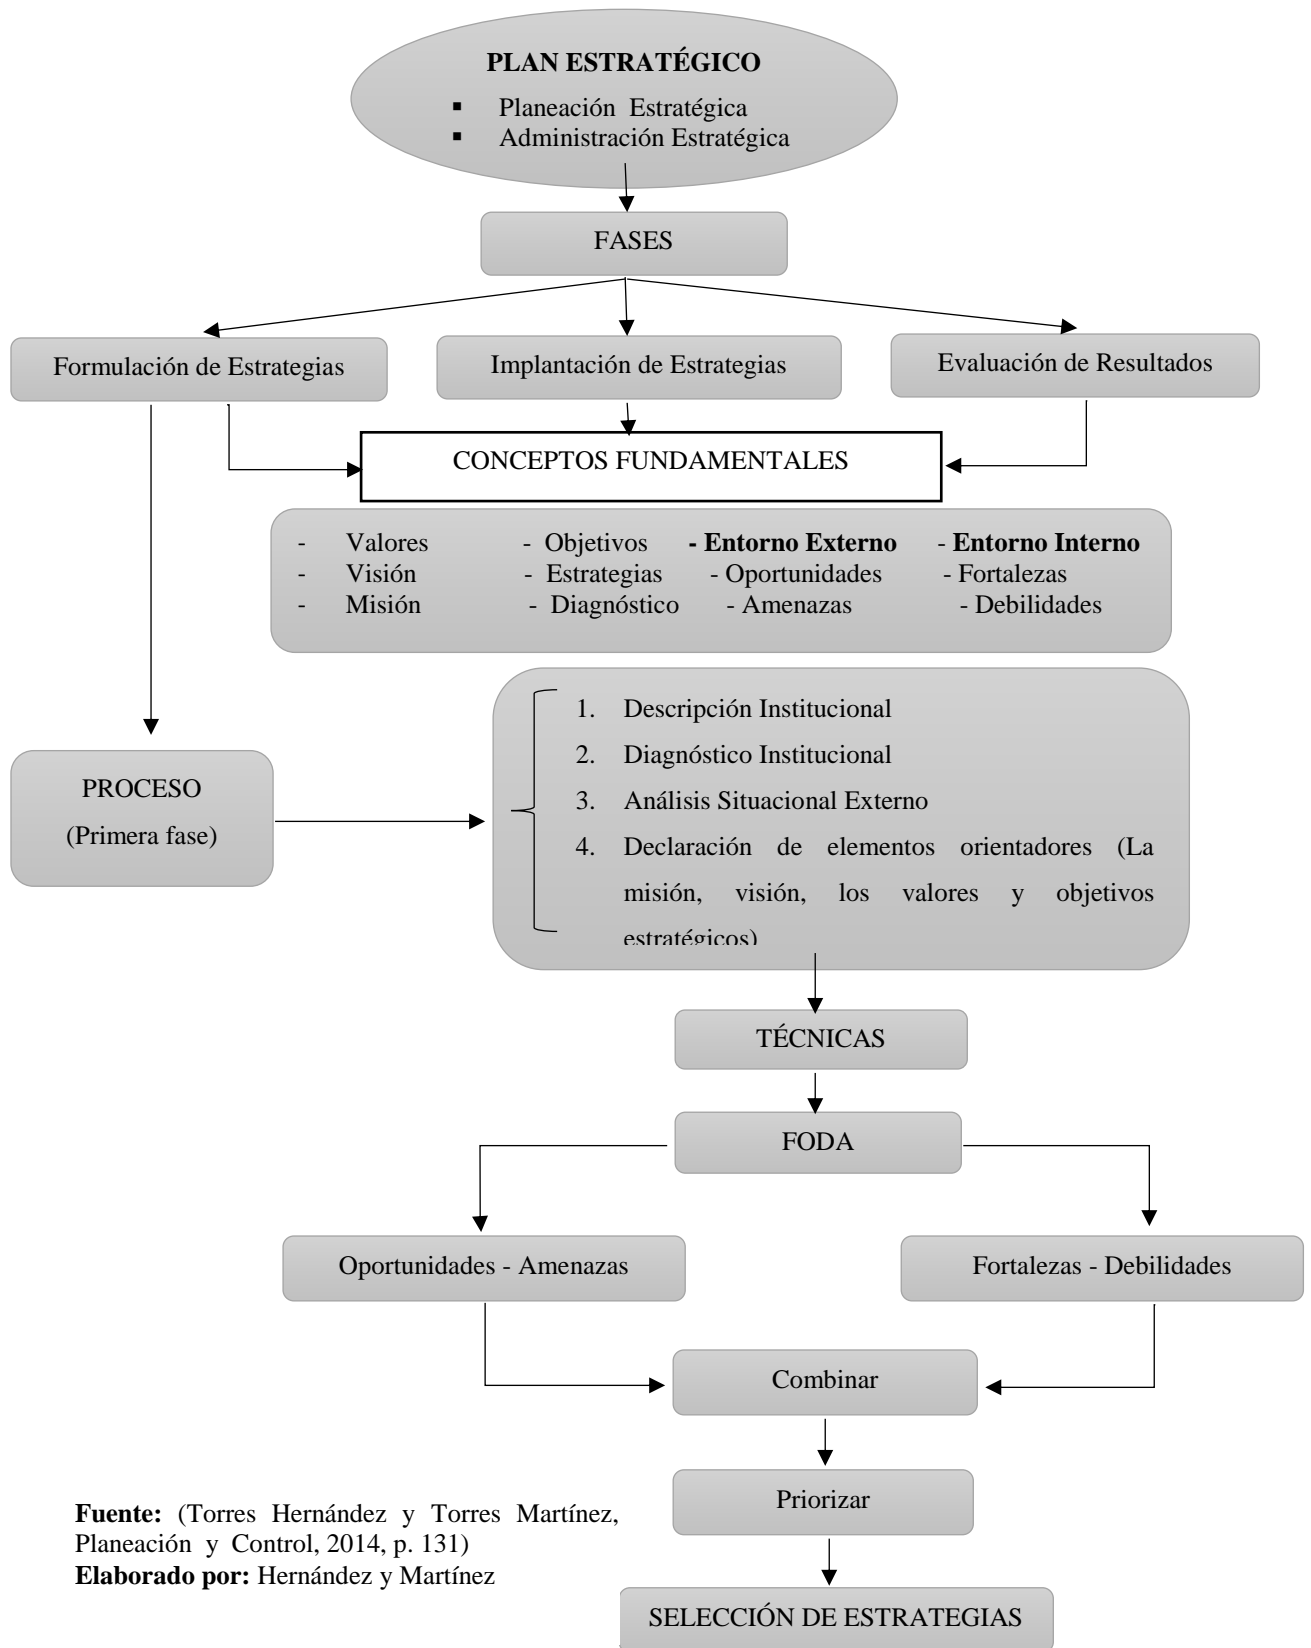 PLAN ESTRATÉGICO
▪ Planeación Estratégica
▪ Administración Estratégica
FASES
Formulación de Estrategias
Implantación de Estrategias
Evaluación de Resultados
CONCEPTOS FUNDAMENTALES
- Valores - Objetivos - Entorno Externo - Entorno Interno
- Visión - Estrategias - Oportunidades - Fortalezas
- Misión - Diagnóstico - Amenazas - Debilidades
1. Descripción Institucional
2. Diagnóstico Institucional
3. Análisis Situacional Externo
4. Declaración de elementos orientadores (La
misión, visión, los valores y objetivos
estratégicos)
PROCESO
(Primera fase)
TÉCNICAS
FODA
Oportunidades - Amenazas
Fortalezas - Debilidades
Combinar
Priorizar
Fuente: (Torres Hernández y Torres Martínez,
Planeación y Control, 2014, p. 131)
Elaborado por: Hernández y Martínez
SELECCIÓN DE ESTRATEGIAS